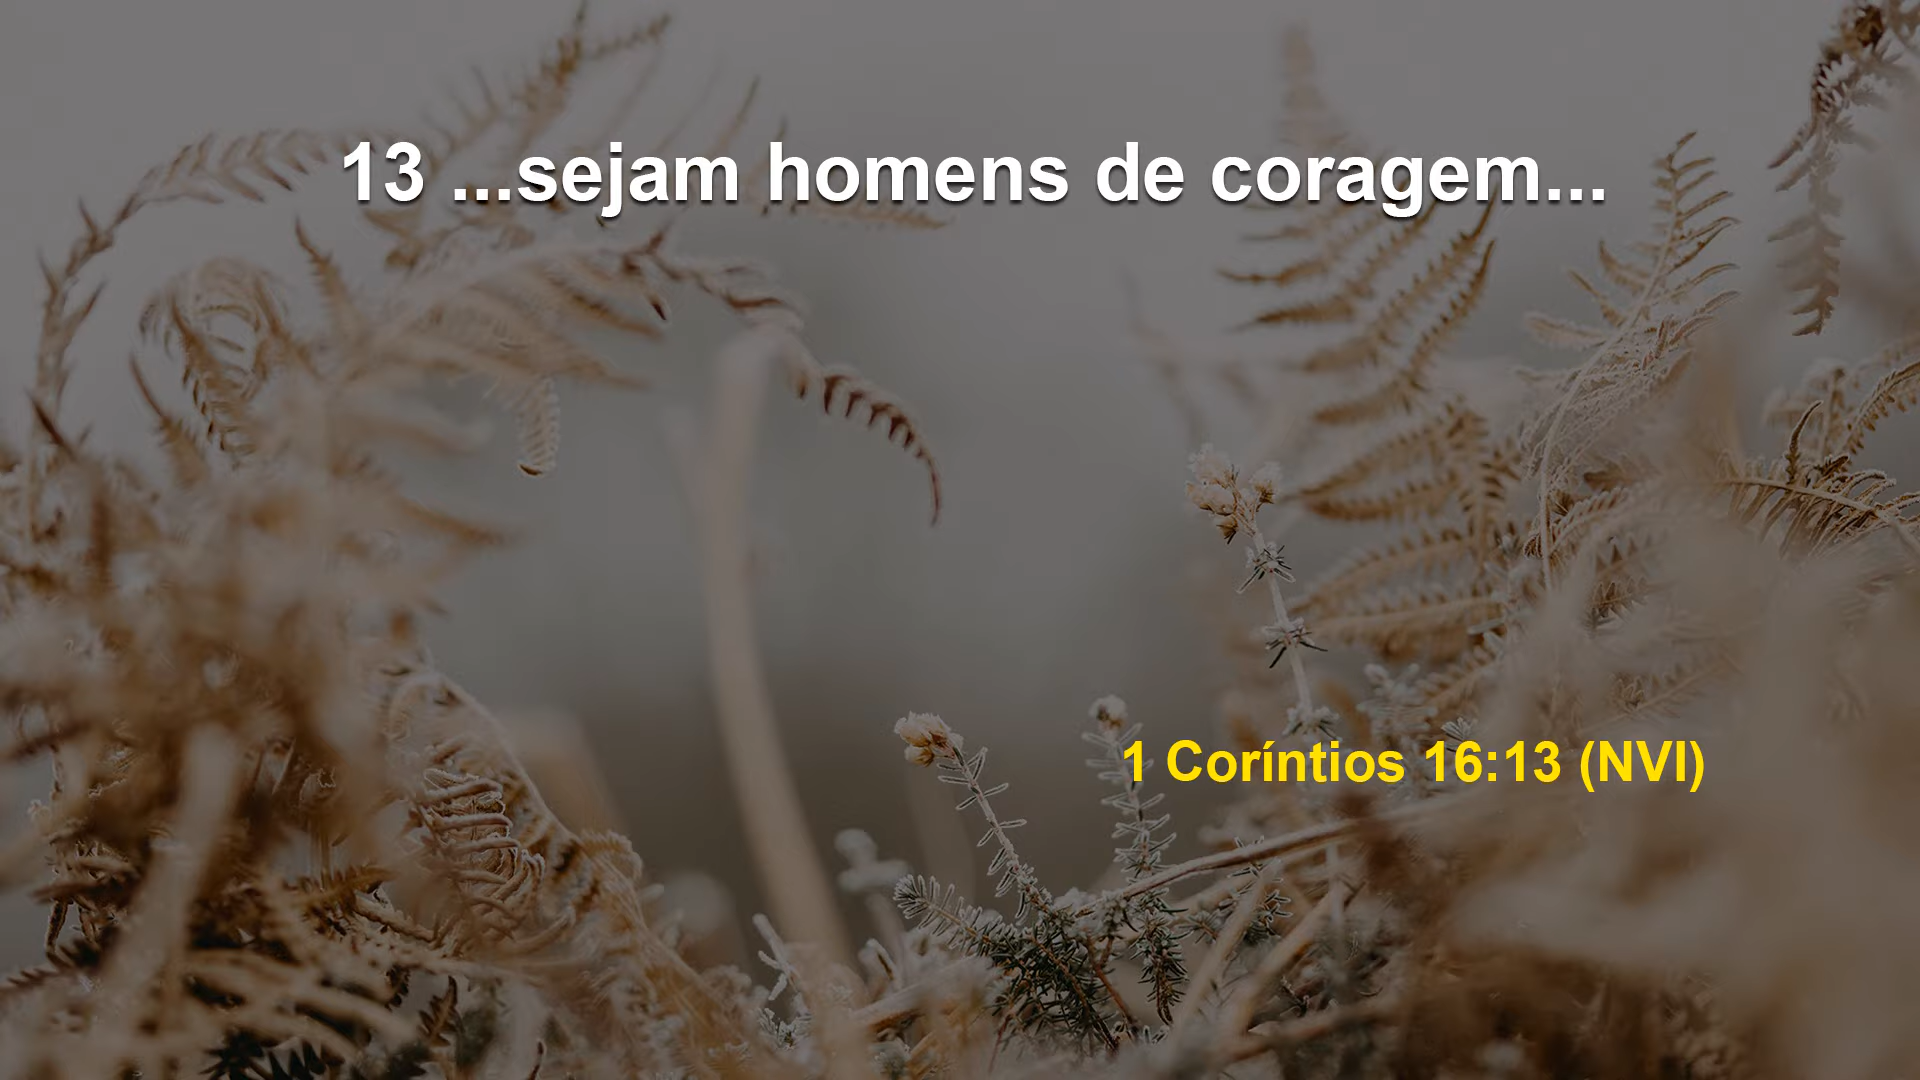 13 ...sejam homens de coragem...
1 Coríntios 16:13 (NVI)